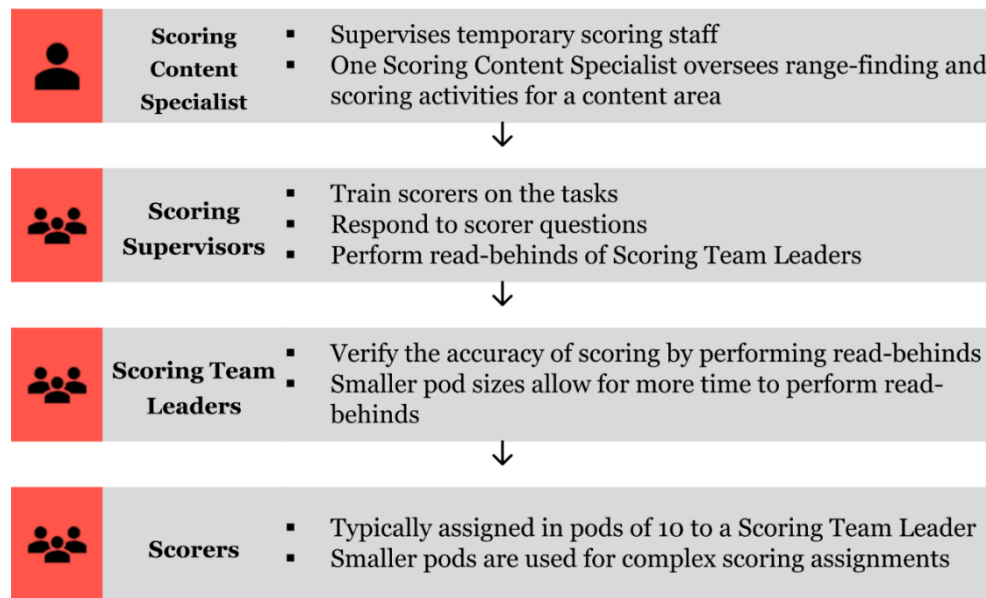 Scoring
Content
Specialist
▪ Supervises temporary scoring staff
▪ One Scoring Content Specialist oversees range-finding and
scoring activities for a content area
↓
Scoring
Supervisors
▪ Train scorers on the tasks
▪ Respond to scorer questions
▪ Perform read-behinds of Scoring Team Leaders
↓
Scoring Team
Leaders
▪ Verify the accuracy of scoring by performing read-behinds
▪ Smaller pod sizes allow for more time to perform read-
behinds
↓
Scorers
▪ Typically assigned in pods of 10 to a Scoring Team Leader
▪ Smaller pods are used for complex scoring assignments